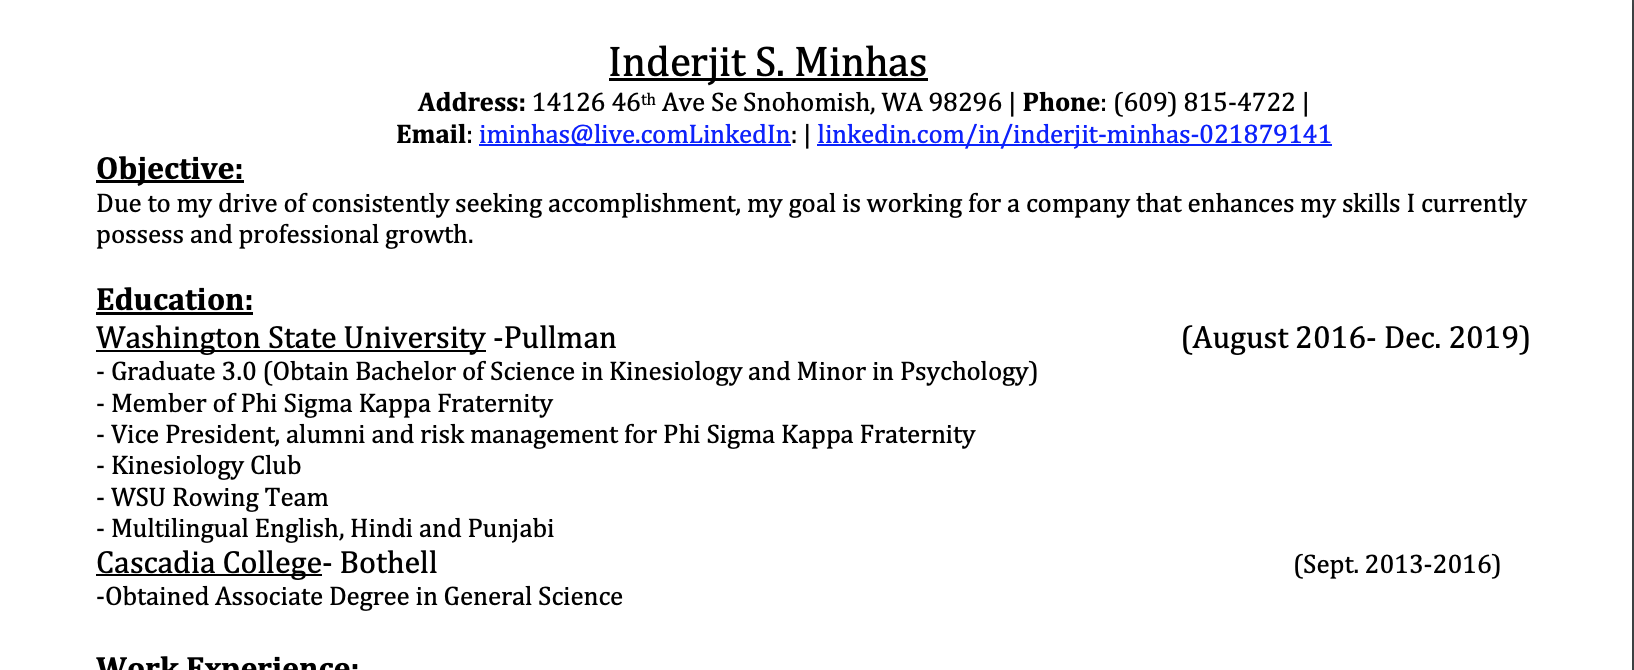 Inderjit S. Minhas
Address: 14126 46th Ave Se Snohomish, WA 98296 | Phone: (609) 815-4722 |
Email: iminhas@live.comLinkedIn: | linkedin.com/in/inderjit-minhas-021879141
Objective:
Due to my drive of consistently seeking accomplishment, my goal is working for a company that enhances my skills I currently
possess and professional growth.
Education:
Washington State University -Pullman (August 2016- Dec. 2019)
- Graduate 3.0 (Obtain Bachelor of Science in Kinesiology and Minor in Psychology)
- Member of Phi Sigma Kappa Fraternity
- Vice President, alumni and risk management for Phi Sigma Kappa Fraternity
- Kinesiology Club
- WSU Rowing Team
- Multilingual English, Hindi and Punjabi
Cascadia College- Bothell (Sept. 2013-2016)
-Obtained Associate Degree in General Science
Work Experience: